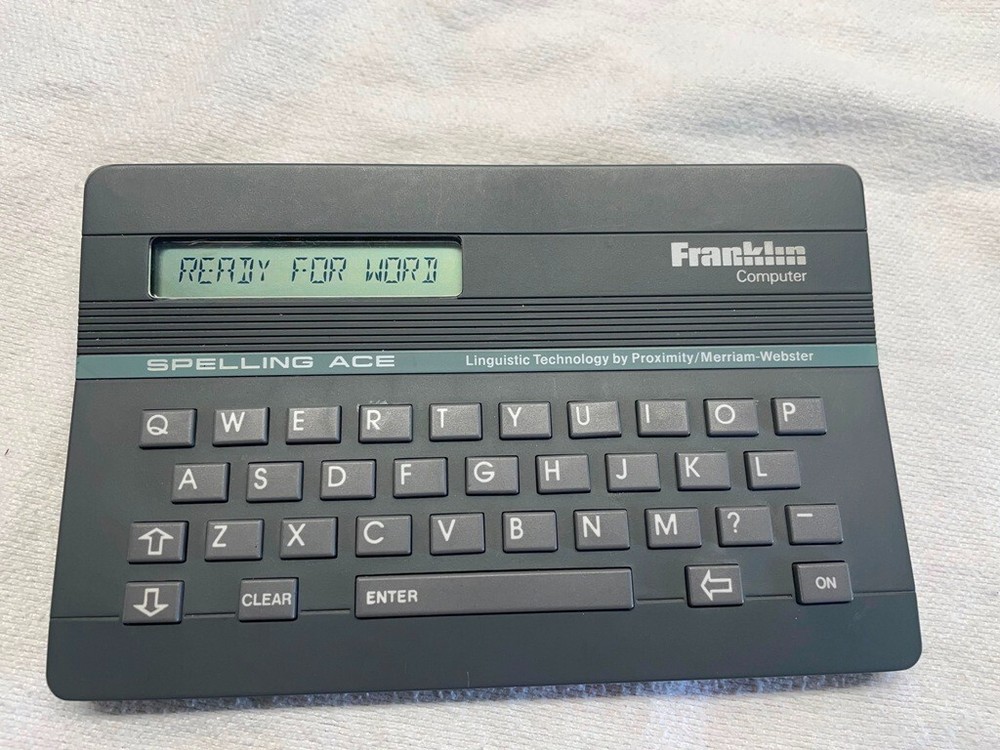 READY FOR WORD
Franklin
Computer
SPELLING ACE
Linguistic Technology by Proximity/Merriam-Webster
Q W E R T Y U I O P
A S D F G H J K L
⇧ Z X C V B N M ? –
⇩ CLEAR ENTER ⇦ ON